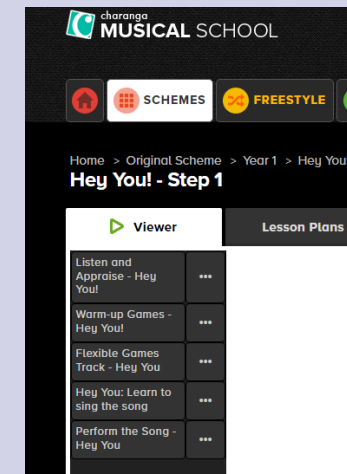 charanga
MUSICAL SCHOOL
SCHEMES
FREESTYLE
Home > Original Scheme > Year 1 > Hey You
Hey You! - Step 1
Viewer
Lesson Plans
Listen and
Appraise - Hey
You!
•••
Warm-up Games -
Hey You!
•••
Flexible Games
Track - Hey You
•••
Hey You: Learn to
sing the song
•••
Perform the Song -
Hey You
•••